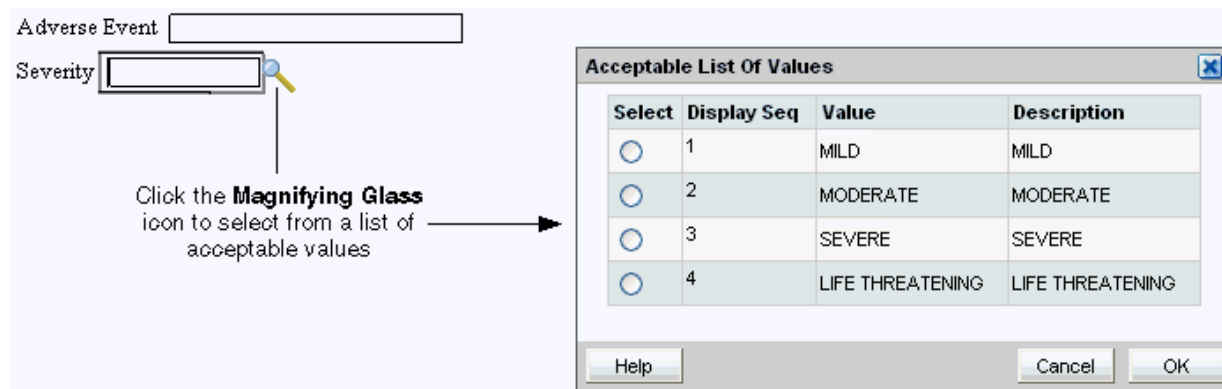 Adverse Event
Severity
Click the Magnifying Glass
icon to select from a list of
acceptable values
Acceptable List Of Values
Select Display Seq Value Description
1 MILD MILD
2 MODERATE MODERATE
3 SEVERE SEVERE
4 LIFE THREATENING LIFE THREATENING
Help Cancel OK